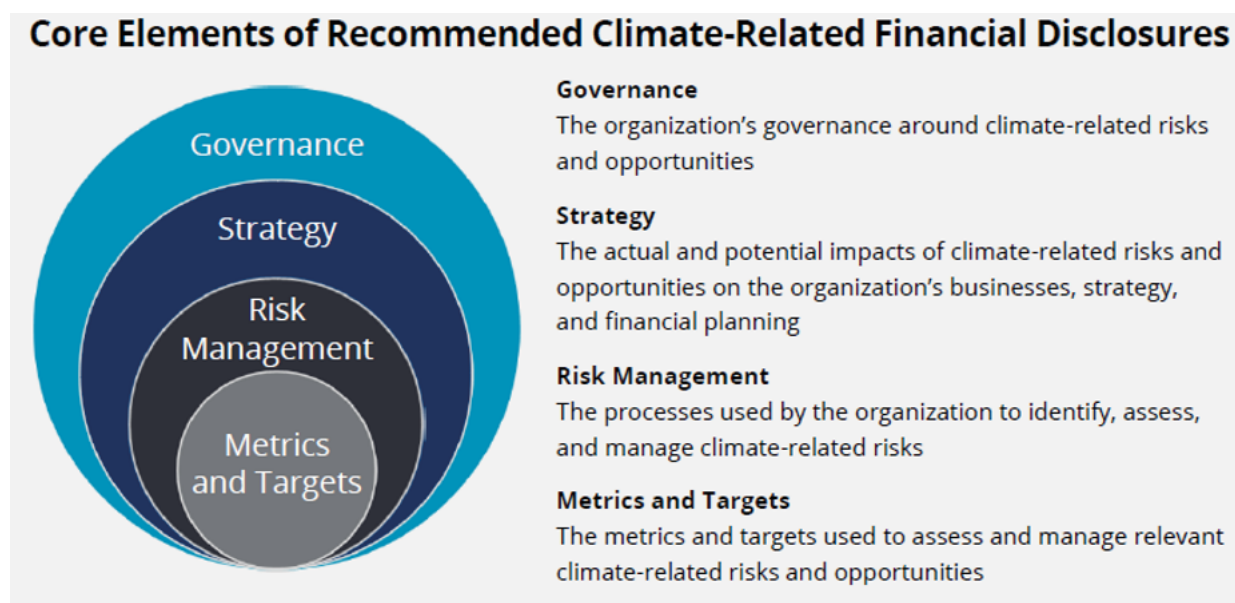 Core Elements of Recommended Climate-Related Financial Disclosures
Governance
Strategy
Risk
Management
Metrics
and Targets
Governance
The organization’s governance around climate-related risks
and opportunities
Strategy
The actual and potential impacts of climate-related risks and
opportunities on the organization’s businesses, strategy,
and financial planning
Risk Management
The processes used by the organization to identify, assess,
and manage climate-related risks
Metrics and Targets
The metrics and targets used to assess and manage relevant
climate-related risks and opportunities